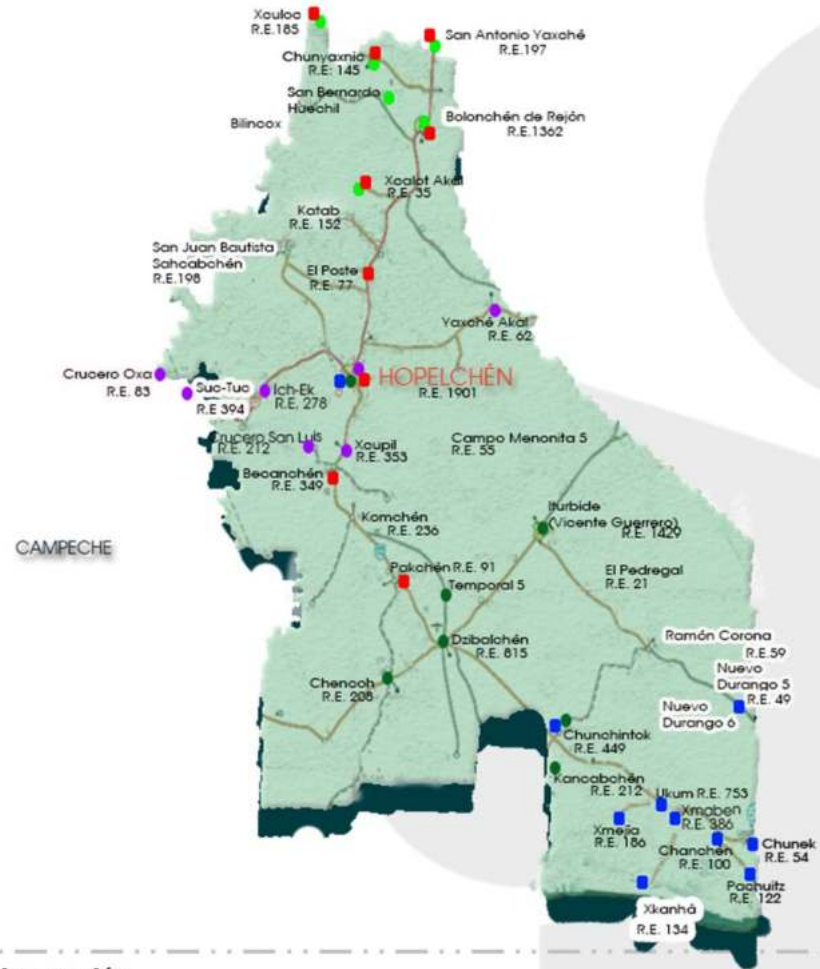 Xculoc
R.E.185
San Antonio Yaxché
R.E.197
Chunyaxnic
R.E: 145
San Bernardo
Huechil
Bilincox
Bolonchén de Rejón
R.E.1362
Xcalot Akal
R.E. 35
Katab
R.E. 152
San Juan Bautista
Sahcabchén
R.E.198
El Poste
R.E. 77
Yaxché Akal
R.E. 62
Crucero Oxa
R.E. 83
Suc-Tuc
R.E 394
Ich-Ek
R.E. 278
HOPELCHÉN
R.E. 1901
Crucero San Luis
R.E. 212
Xcupil
R.E. 353
Campo Menonita 5
R.E. 55
Becanchén
R.E. 349
Komchén
R.E. 236
Iturbide
(Vicente Guerrero)
R.E. 1429
CAMPECHE
Pakchén R.E. 91
El Pedregal
R.E. 21
Temporal 5
Dzibalchén
R.E. 815
Ramón Corona
R.E.59
Chencoh
R.E. 208
Nuevo
Durango 5
R.E. 49
Nuevo
Durango 6
Chunchintok
R.E. 449
Kancabchén
R.E. 212
Ukum R.E. 753
Xmaben
R.E. 386
Xmejia
R.E. 186
Chanchén
R.E. 100
Chunek
R.E. 54
Pachuitz
R.E. 122
Xkanhá
R.E. 134